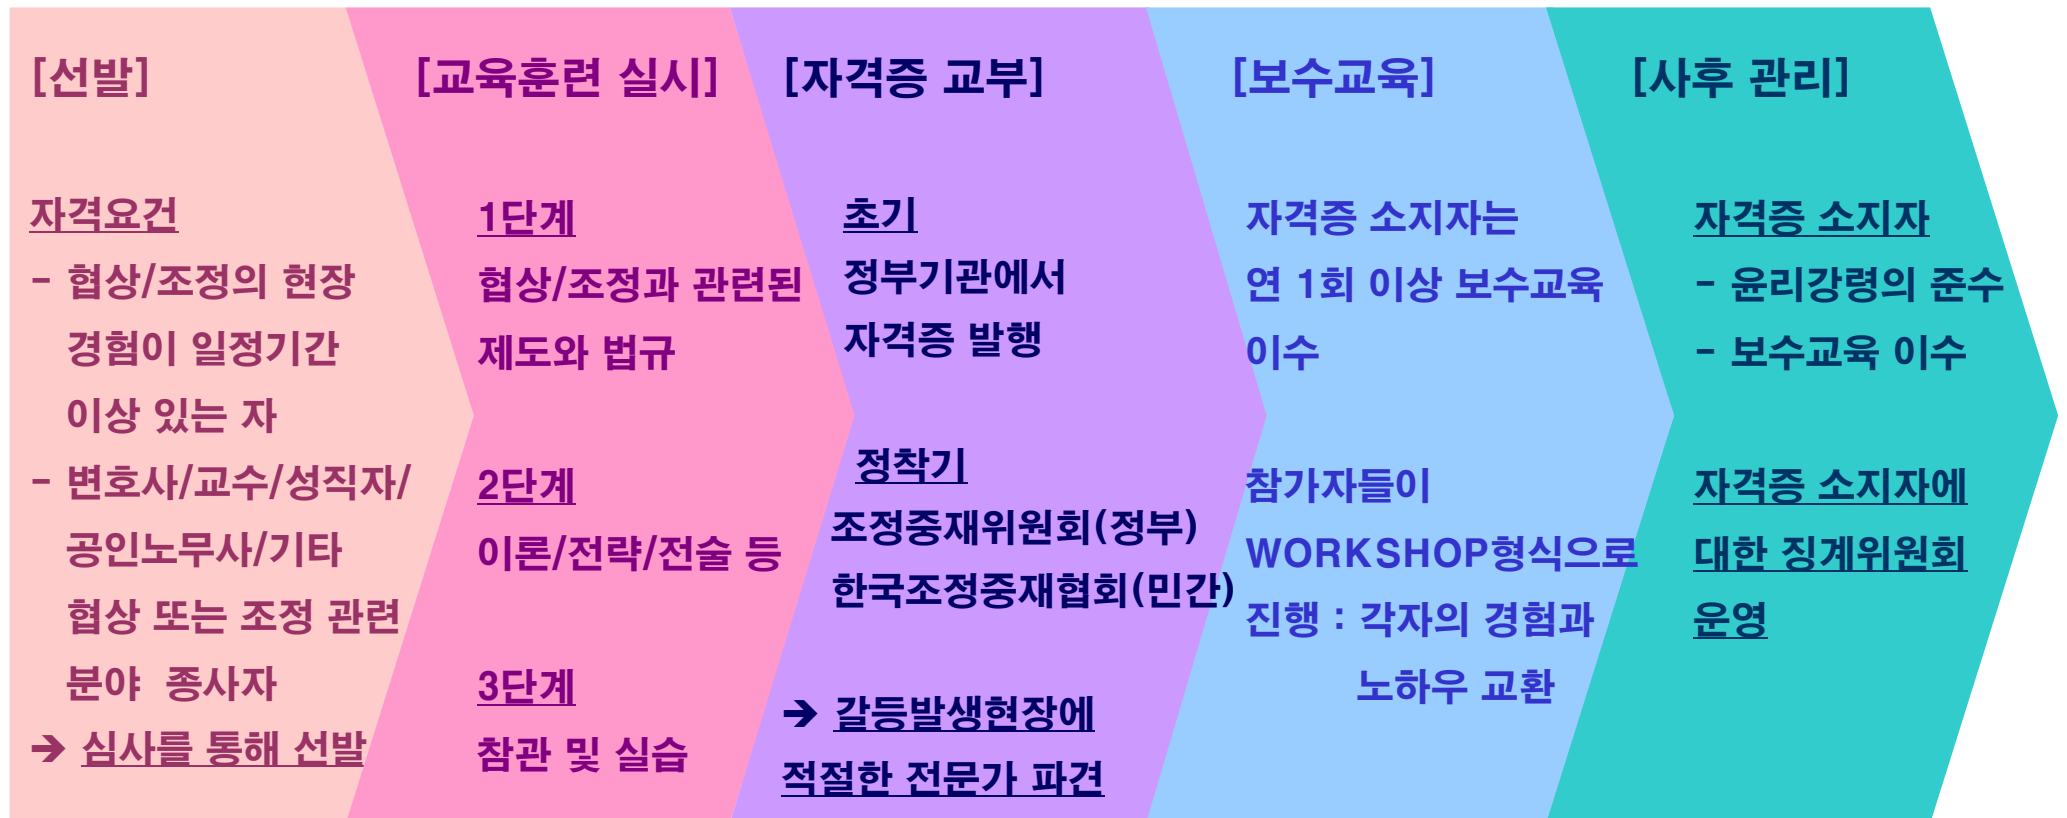 [선발]
자격요건
- 협상/조정의 현장
경험이 일정기간
이상 있는 자
- 변호사/교수/성직자/
공인노무사/기타
협상 또는 조정 관련
분야 종사자
➔ 심사를 통해 선발
[교육훈련 실시]
1단계
협상/조정과 관련된
제도와 법규
2단계
이론/전략/전술 등
3단계
참관 및 실습
[자격증 교부]
초기
정부기관에서
자격증 발행
정착기
조정중재위원회(정부)
한국조정중재협회(민간)
➔ 갈등발생현장에
적절한 전문가 파견
[보수교육]
자격증 소지자는
연 1회 이상 보수교육
이수
참가자들이
WORKSHOP형식으로
진행 : 각자의 경험과
노하우 교환
[사후 관리]
자격증 소지자
- 윤리강령의 준수
- 보수교육 이수
자격증 소지자에
대한 징계위원회
운영